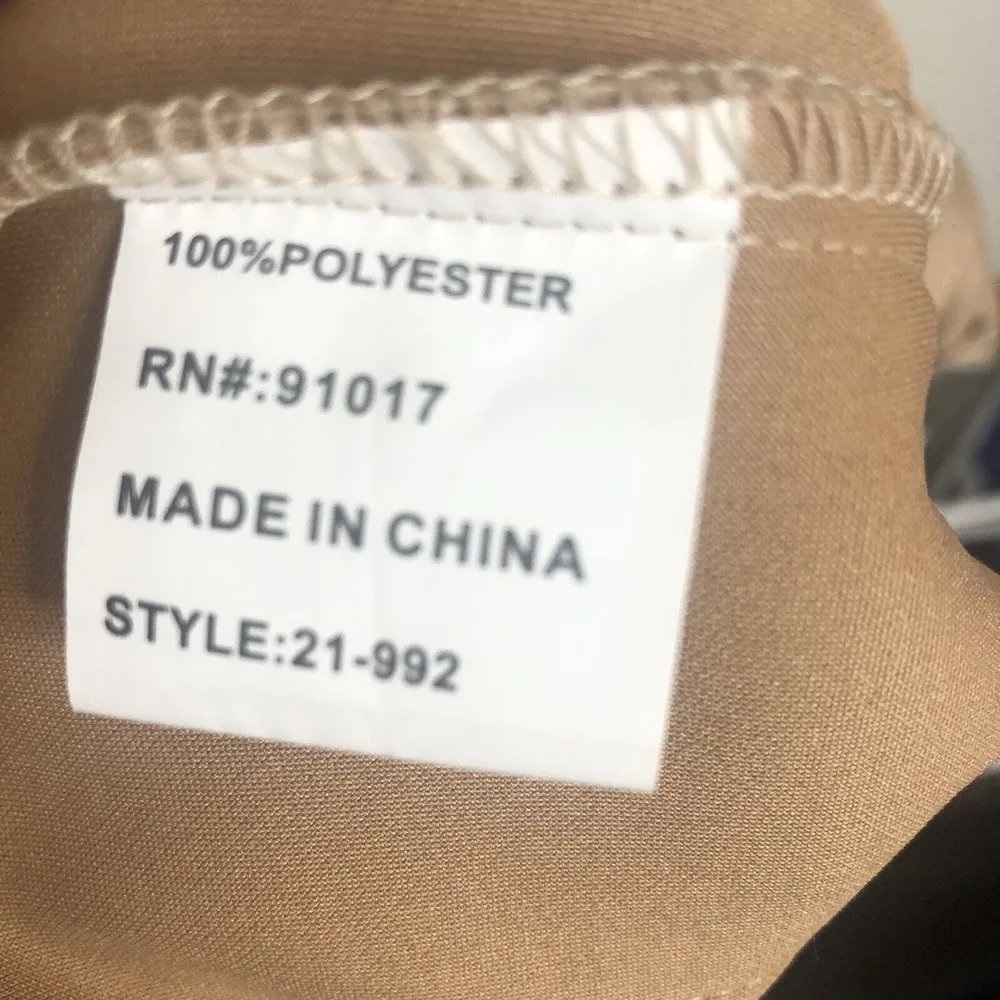 100%POLYESTER
RN#:91017
MADE IN CHINA
STYLE:21-992